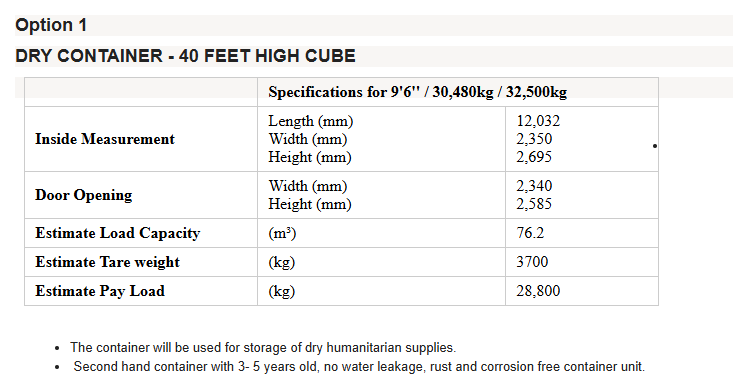 Option 1
DRY CONTAINER - 40 FEET HIGH CUBE
Specifications for 9'6" / 30,480kg / 32,500kg
Inside Measurement
Length (mm) 12,032
Width (mm) 2,350
Height (mm) 2,695
Door Opening
Width (mm) 2,340
Height (mm) 2,585
Estimate Load Capacity (m³) 76.2
Estimate Tare weight (kg) 3700
Estimate Pay Load (kg) 28,800
• The container will be used for storage of dry humanitarian supplies.
• Second hand container with 3- 5 years old, no water leakage, rust and corrosion free container unit.